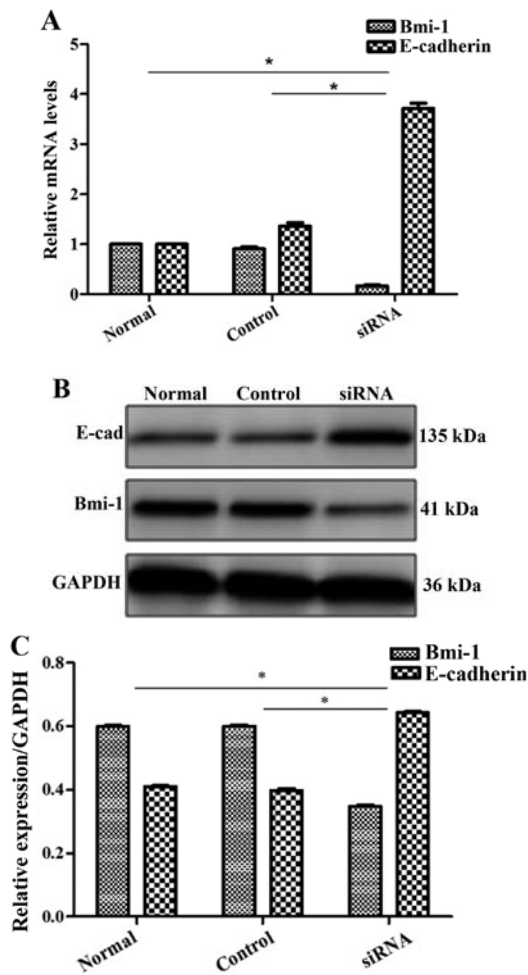 A
Bmi-1
E-cadherin
Relative mRNA levels
5
4
3
2
1
0
*
*
Normal
Control
siRNA
B
Normal Control siRNA
E-cad 135 kDa
Bmi-1 41 kDa
GAPDH 36 kDa
C
Bmi-1
E-cadherin
Relative expression/GAPDH
0.8
0.6
0.4
0.2
0.0
*
*
Normal
Control
siRNA